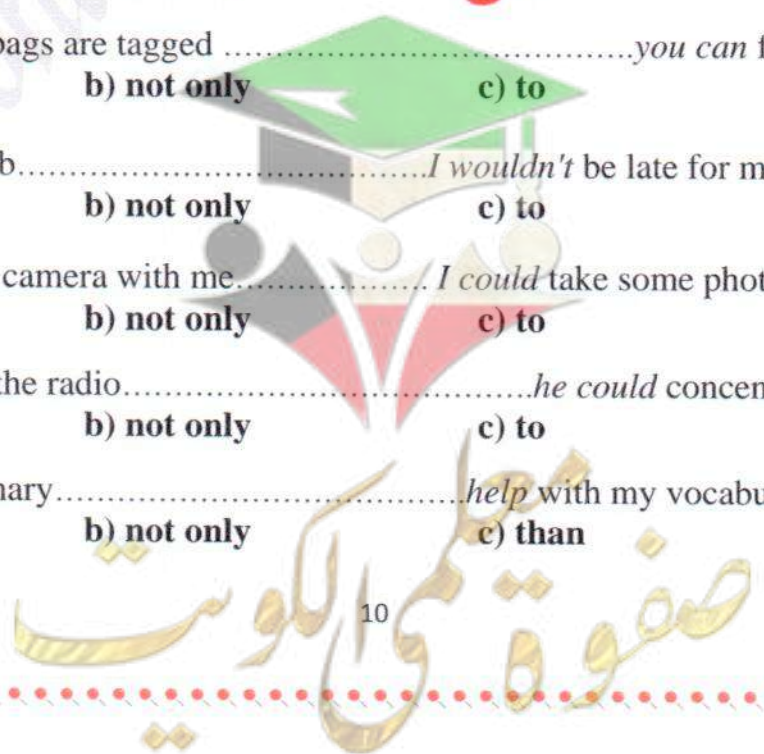 bags are tagged ........................................you can f
b) not only c) to
b........................................I wouldn't be late for m
b) not only c) to
camera with me................... I could take some phot
b) not only c) to
the radio........................................he could concen
b) not only c) to
nary........................................help with my vocabu
b) not only c) than
صفوة معلمى الكويت
10